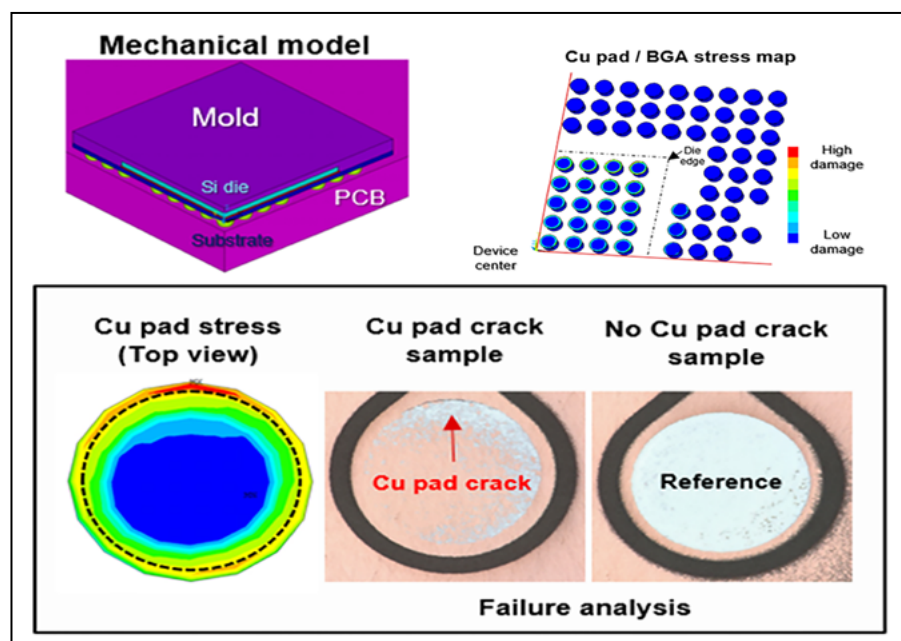 Mechanical model
Mold
Si die
PCB
Substrate
Cu pad / BGA stress map
Die
edge
Device
center
High
damage
Low
damage
Cu pad stress
(Top view)
Cu pad crack
sample
Cu pad crack
No Cu pad crack
sample
Reference
Failure analysis